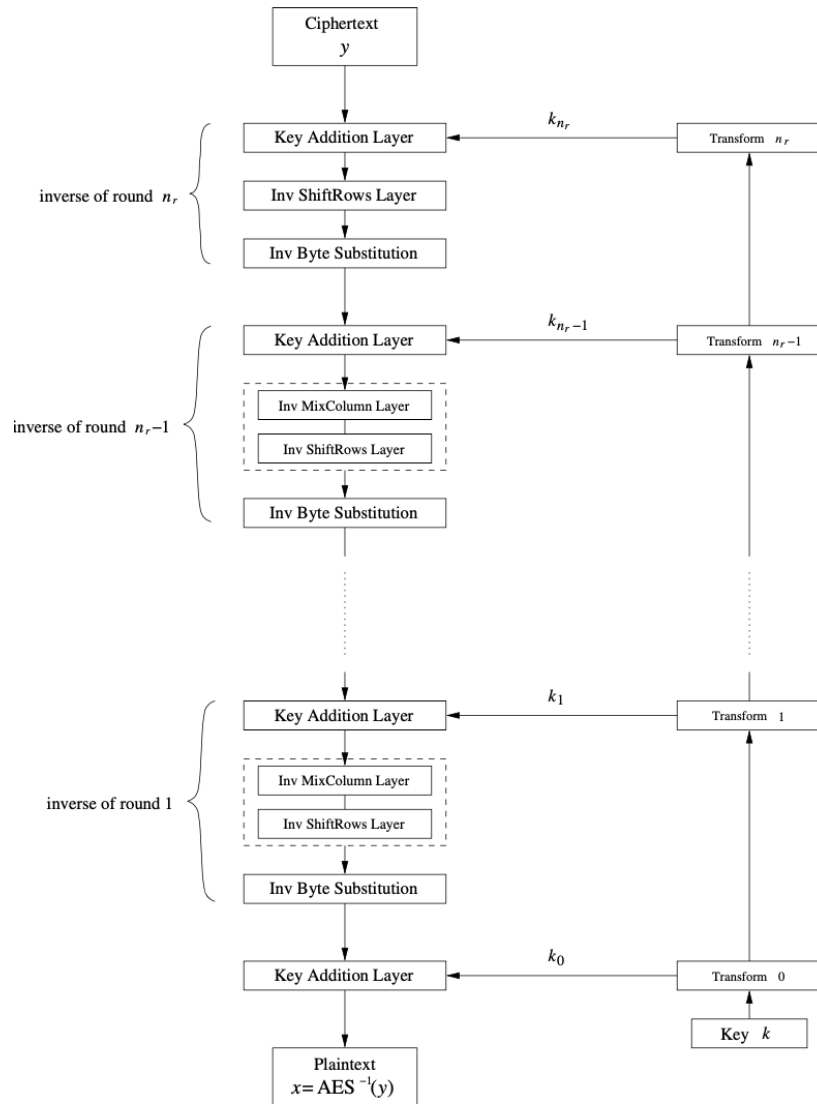 Ciphertext
y
Key Addition Layer
k_{n_r}
Transform n_r
inverse of round n_r
Inv ShiftRows Layer
Inv Byte Substitution
Key Addition Layer
k_{n_r-1}
Transform n_r-1
inverse of round n_r-1
Inv MixColumn Layer
Inv ShiftRows Layer
Inv Byte Substitution
Key Addition Layer
k_1
Transform 1
inverse of round 1
Inv MixColumn Layer
Inv ShiftRows Layer
Inv Byte Substitution
Key Addition Layer
k_0
Transform 0
Key k
Plaintext
x = AES^{-1}(y)